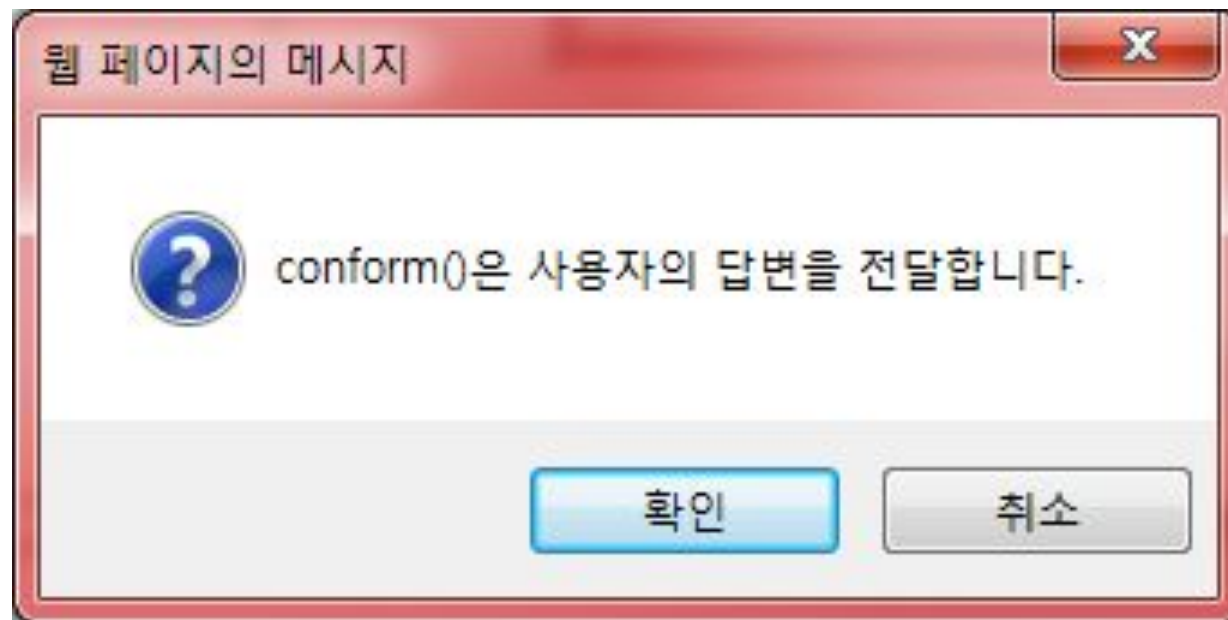 웹 페이지의 메시지
conform()은 사용자의 답변을 전달합니다.
확인 취소